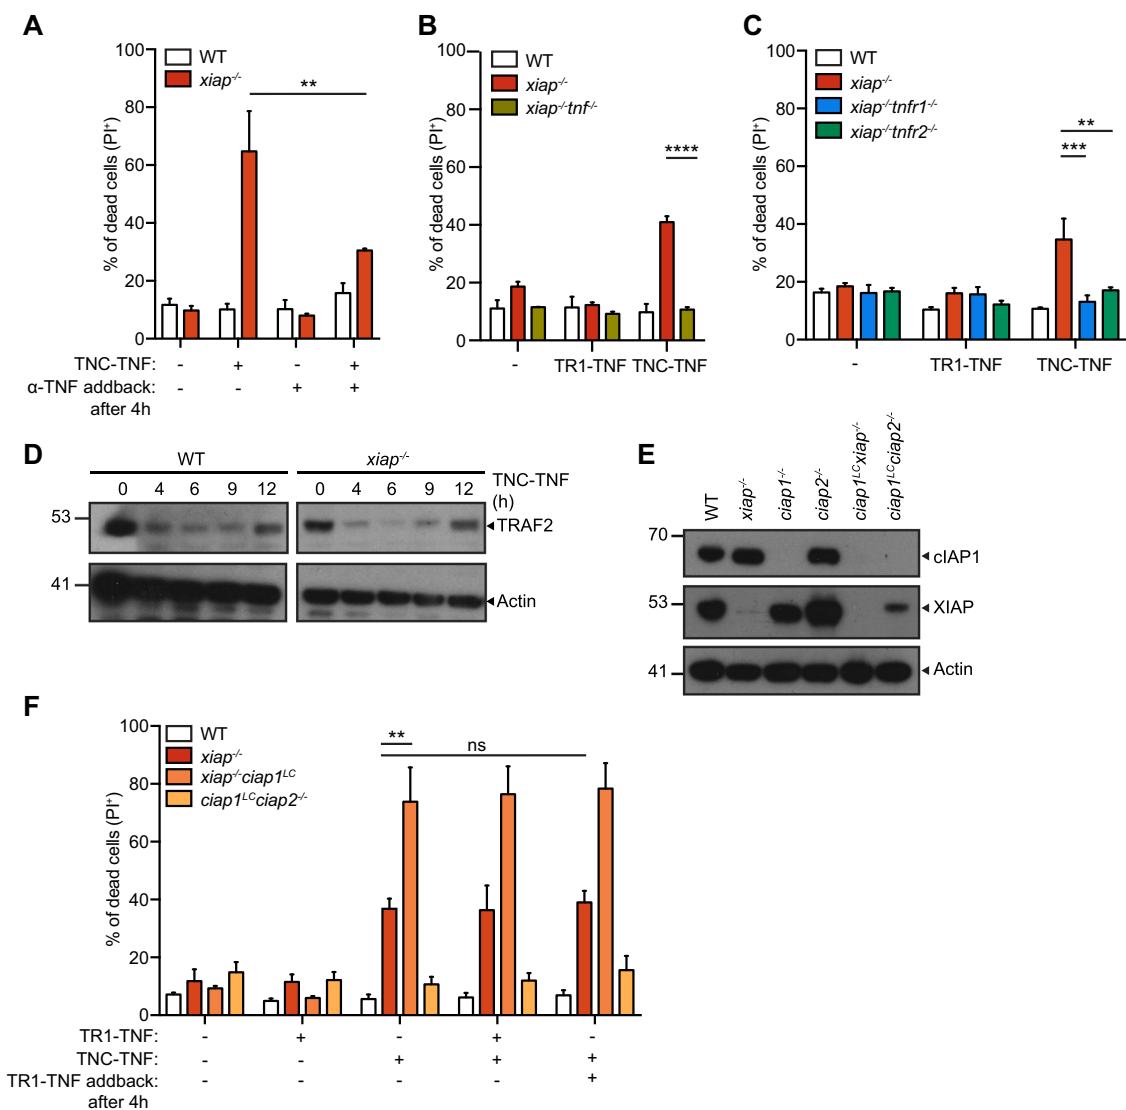 A
100
80
60
40
20
0
% of dead cells (PI⁺)
WT
xiap⁻/⁻
**
TNC-TNF: - + - +
α-TNF addback: - - + +
after 4h
B
100
80
60
40
20
0
% of dead cells (PI⁺)
WT
xiap⁻/⁻
xiap⁻/⁻tnf⁻/⁻
****
- TR1-TNF TNC-TNF
C
100
80
60
40
20
0
% of dead cells (PI⁺)
WT
xiap⁻/⁻
xiap⁻/⁻tnfr1⁻/⁻
xiap⁻/⁻tnfr2⁻/⁻
**
***
- TR1-TNF TNC-TNF
D
WT xiap⁻/⁻
0 4 6 9 12 0 4 6 9 12 TNC-TNF
(h)
53 TRAF2
41 Actin
E
WT xiap⁻/⁻ ciap1⁻/⁻ ciap2⁻/⁻ ciap1ᴸᶜxiap⁻/⁻ ciap1ᴸᶜciap2⁻/⁻
70 cIAP1
53 XIAP
41 Actin
F
100
80
60
40
20
0
% of dead cells (PI⁺)
WT
xiap⁻/⁻
xiap⁻/⁻ciap1ᴸᶜ
ciap1ᴸᶜciap2⁻/⁻
**
ns
TR1-TNF: - + - + -
TNC-TNF: - - + + +
TR1-TNF addback: - - - - +
after 4h